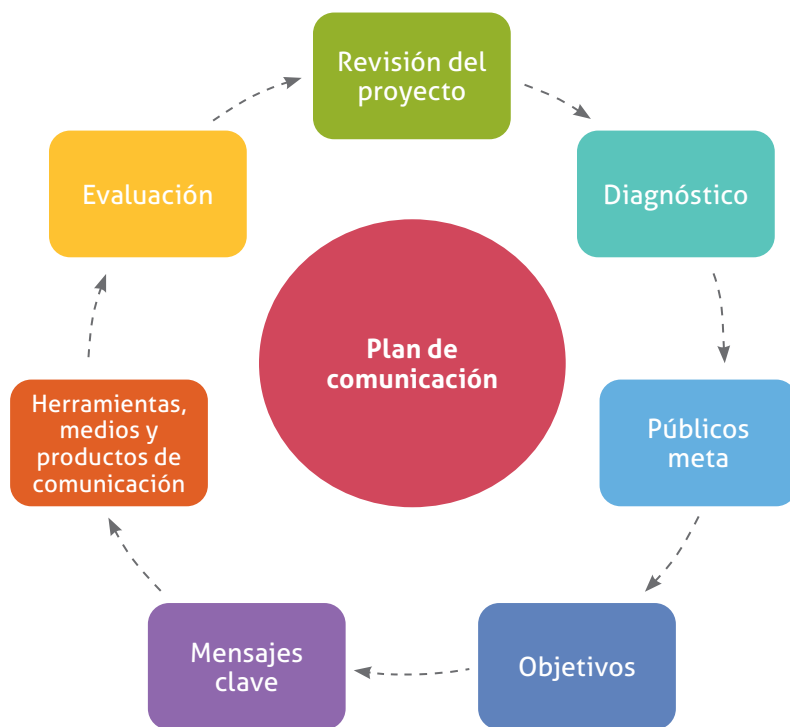 Revisión del
proyecto
Diagnóstico
Públicos
meta
Objetivos
Mensajes
clave
Herramientas,
medios y
productos de
comunicación
Evaluación
Plan de
comunicación